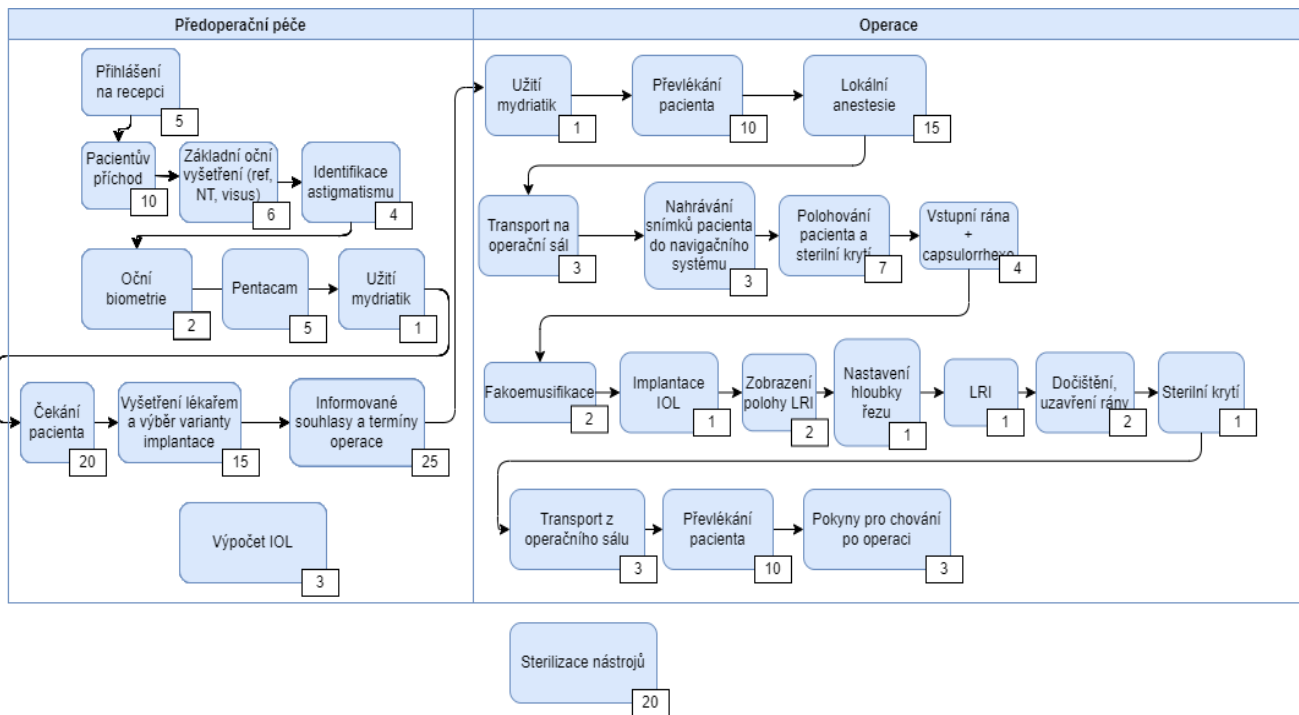 Předoperační péče
Přihlášení
na recepci
5
Pacientův
příchod
10
Základní oční
vyšetření (ref,
NT, visus)
6
Identifikace
astigmatismu
4
Oční
biometrie
2
Pentacam
5
Užití
mydriatik
1
Čekání
pacienta
20
Vyšetření lékařem
a výběr varianty
implantace
15
Informované
souhlasy a termíny
operace
25
Výpočet IOL
3
Operace
Užití
mydriatik
1
Převlékání
pacienta
10
Lokální
anestesie
15
Transport na
operační sál
3
Nahrávání
snímků pacienta
do navigačního
systému
3
Polohování
pacienta a
sterilní krytí
7
Vstupní rána
+
capsulorrhexe
4
Fakoemusifikace
2
Implantace
IOL
1
Zobrazení
polohy LRI
2
Nastavení
hloubky
řezu
1
LRI
1
Dočištění,
uzavření rány
2
Sterilní krytí
1
Transport z
operačního sálu
3
Převlékání
pacienta
10
Pokyny pro chování
po operaci
3
Sterilizace nástrojů
20